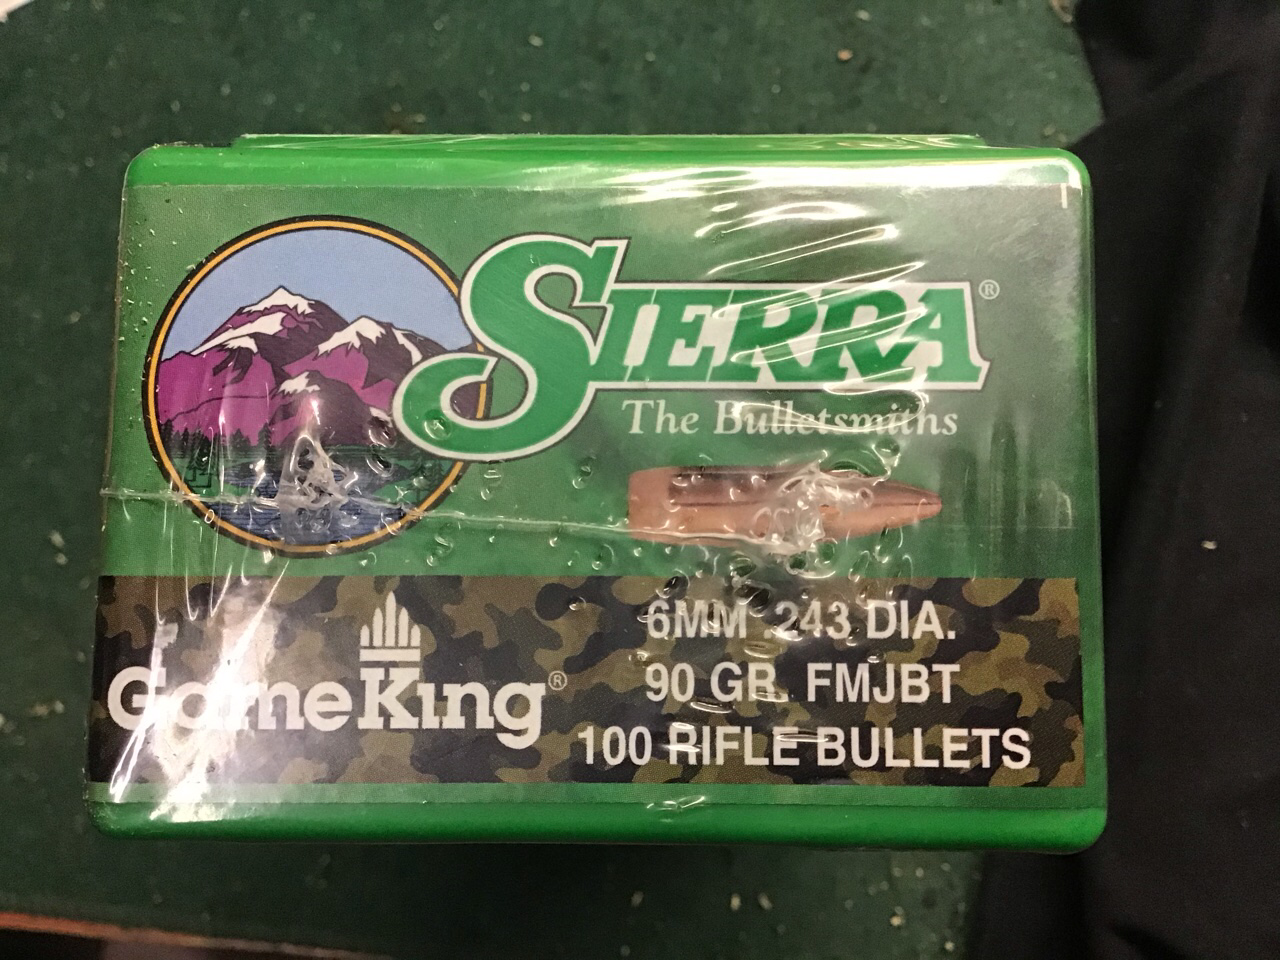 SIERRA®
The Bulletsmiths
GameKing®
6MM .243 DIA.
90 GR. FMJBT
100 RIFLE BULLETS